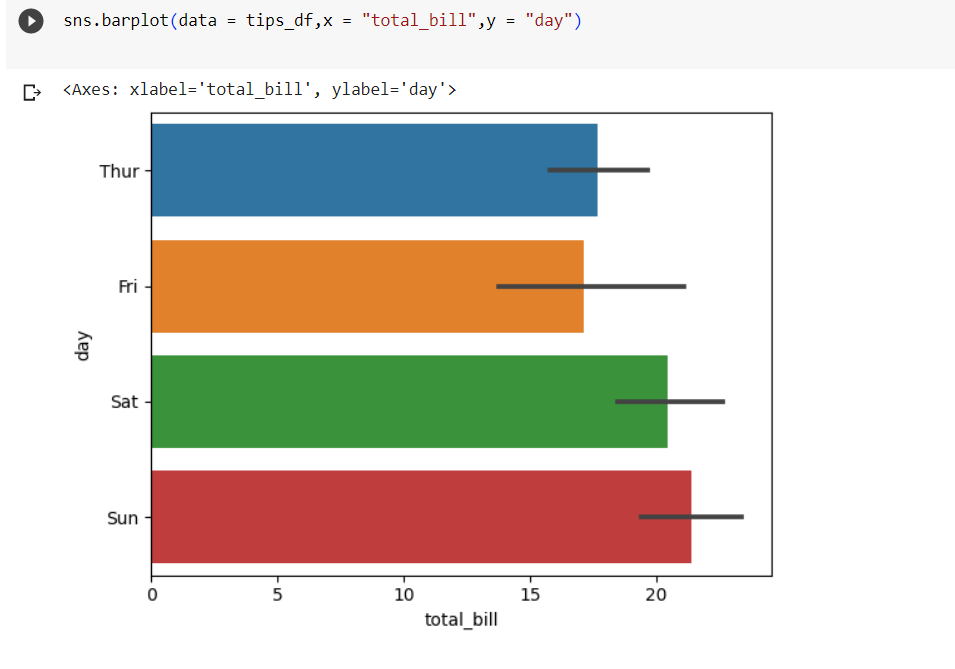 sns.barplot(data = tips_df,x = "total_bill",y = "day")
<Axes: xlabel='total_bill', ylabel='day'>
Thur
Fri
day
Sat
Sun
0 5 10 15 20
total_bill